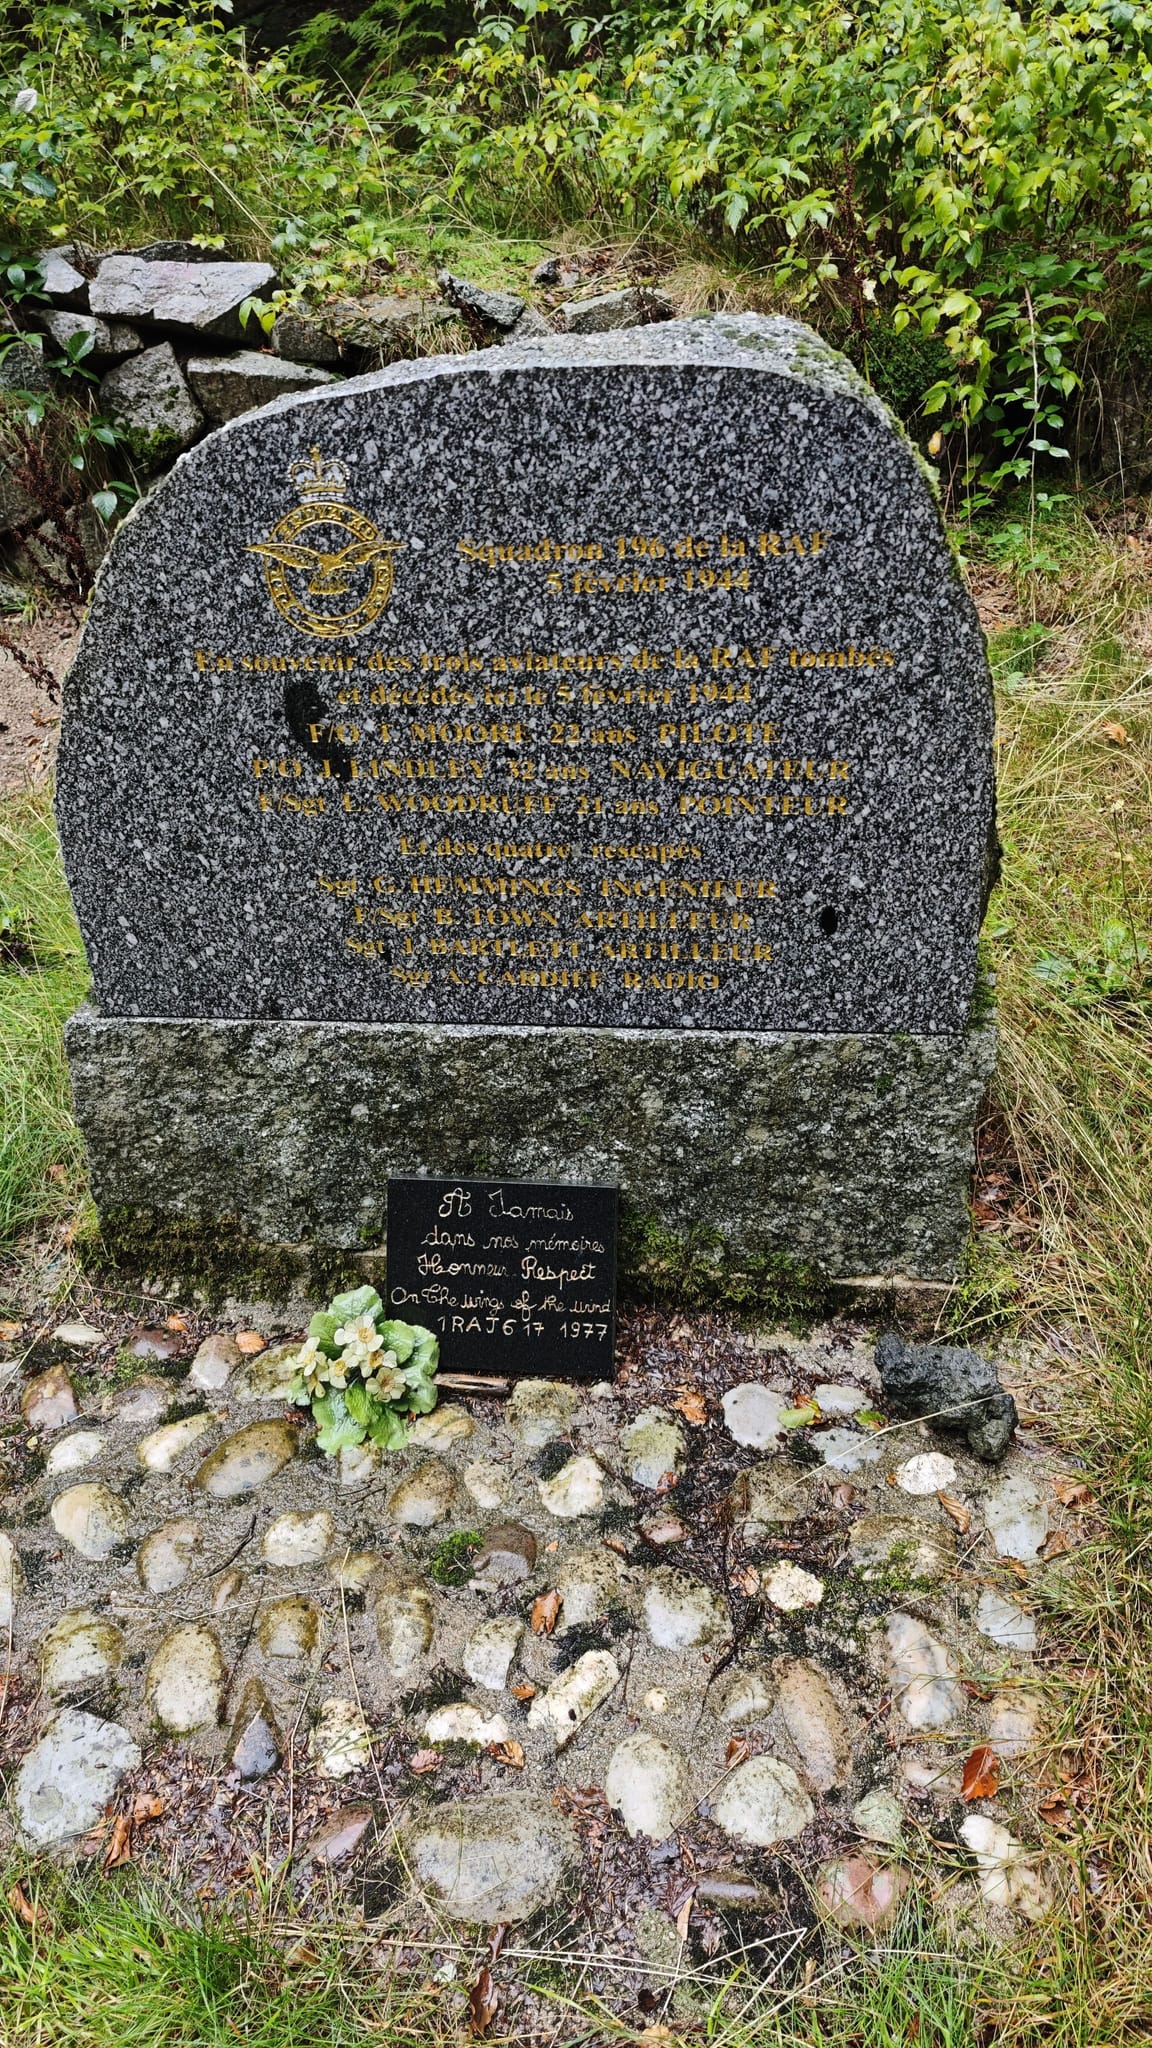 ROYAL AIR FORCE
Squadron 196 de la RAF
5 février 1944
En souvenir des trois aviateurs de la RAF tombés
et décédés ici le 5 février 1944
F/O T. MOORE 22 ans PILOTE
P/O J. LINDLEY 32 ans NAVIGUATEUR
F/Sgt L. WOODRUFF 21 ans POINTEUR
Et des quatre rescapés
Sgt G. HEMMINGS INGENIEUR
F/Sgt B. TOWN ARTILLEUR
Sgt J. BARTLETT ARTILLEUR
Sgt A. CARDIFF RADIO
A Jamais
dans nos mémoires
Honneur Respect
On the wings of the wind
1RAJ6 17 1977